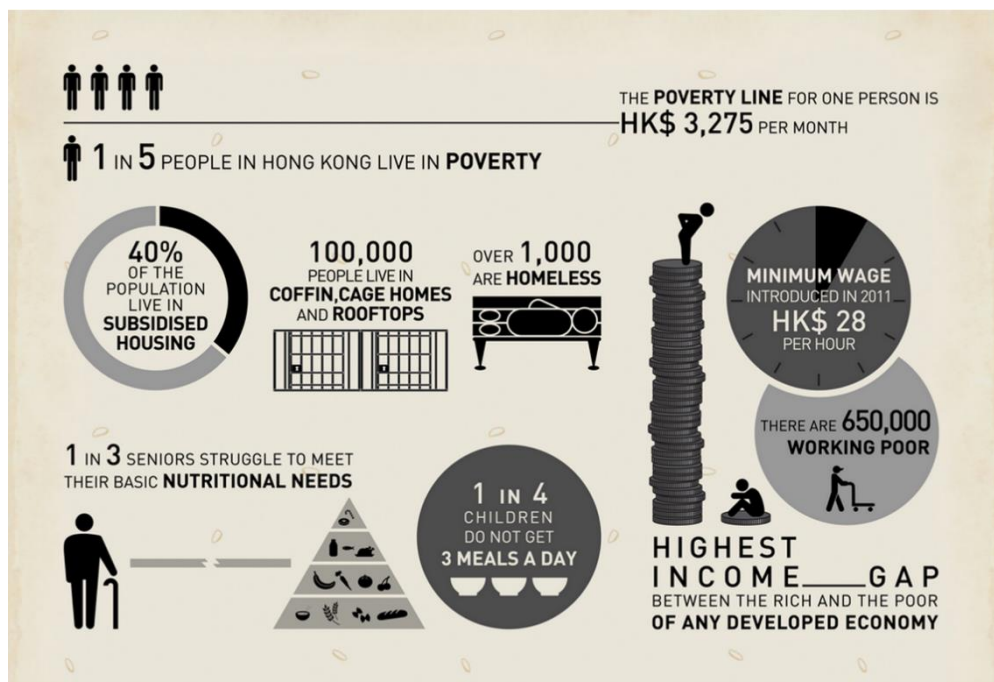 THE POVERTY LINE FOR ONE PERSON IS
HK$ 3,275 PER MONTH
1 IN 5 PEOPLE IN HONG KONG LIVE IN POVERTY
40%
OF THE
POPULATION
LIVE IN
SUBSIDISED
HOUSING
100,000
PEOPLE LIVE IN
COFFIN,CAGE HOMES
AND ROOFTOPS
OVER 1,000
ARE HOMELESS
MINIMUM WAGE
INTRODUCED IN 2011
HK$ 28
PER HOUR
THERE ARE 650,000
WORKING POOR
1 IN 3 SENIORS STRUGGLE TO MEET
THEIR BASIC NUTRITIONAL NEEDS
1 IN 4
CHILDREN
DO NOT GET
3 MEALS A DAY
HIGHEST
INCOME____GAP
BETWEEN THE RICH AND THE POOR
OF ANY DEVELOPED ECONOMY